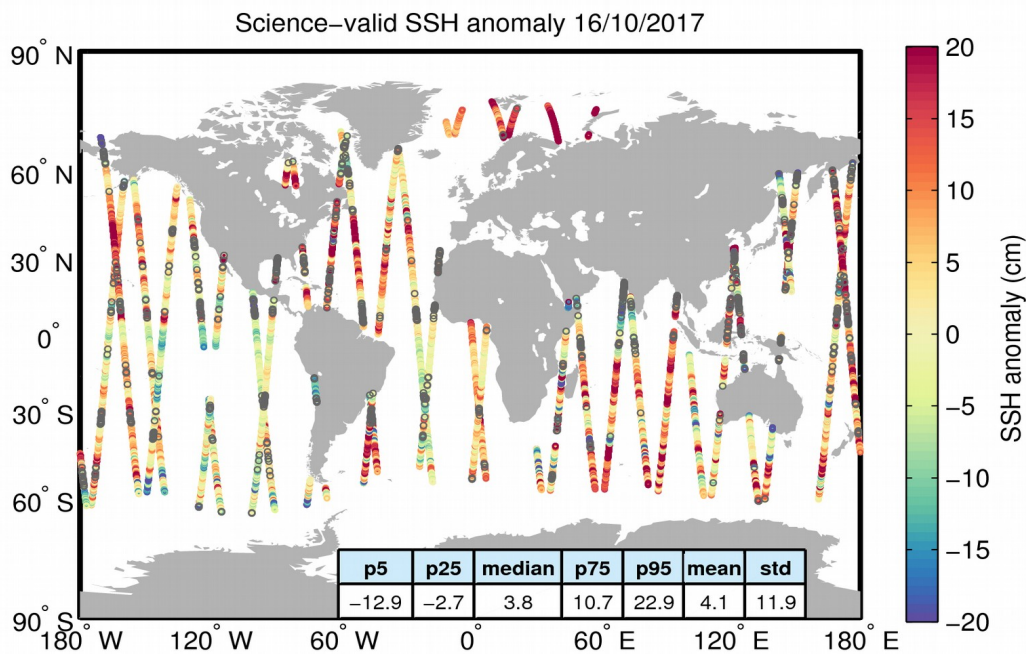 Science−valid SSH anomaly 16/10/2017
90° N
60° N
30° N
0°
30° S
60° S
90° S
180° W
120° W
60° W
0°
60° E
120° E
180° E
p5 p25 median p75 p95 mean std
−12.9 −2.7 3.8 10.7 22.9 4.1 11.9
20
15
10
5
0
−5
−10
−15
−20
SSH anomaly (cm)